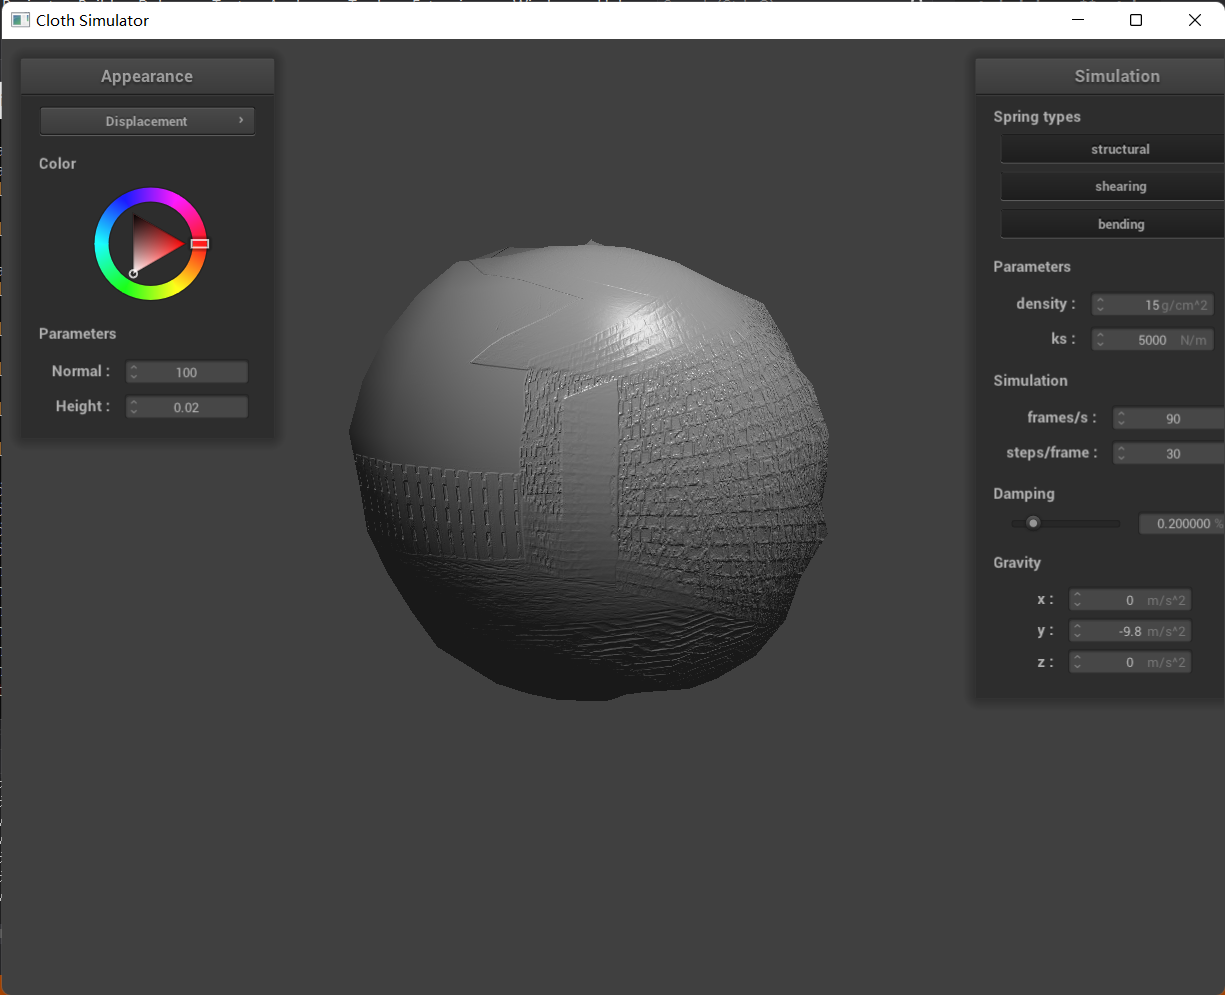 Cloth Simulator
Appearance
Displacement
Color
Parameters
Normal : 100
Height : 0.02
Simulation
Spring types
structural
shearing
bending
Parameters
density : 15 g/cm^2
ks : 5000 N/m
Simulation
frames/s : 90
steps/frame : 30
Damping
0.200000 %
Gravity
x : 0 m/s^2
y : -9.8 m/s^2
z : 0 m/s^2